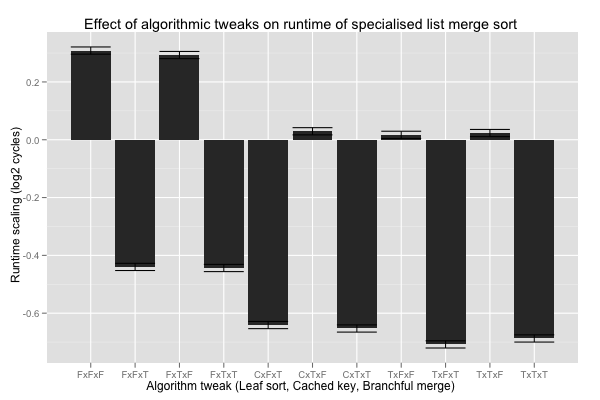 Effect of algorithmic tweaks on runtime of specialised list merge sort
Runtime scaling (log2 cycles)
0.2
0.0
-0.2
-0.4
-0.6
FxFxF FxFxT FxTxF FxTxT CxFxT CxTxF CxTxT TxFxF TxFxT TxTxF TxTxT
Algorithm tweak (Leaf sort, Cached key, Branchful merge)